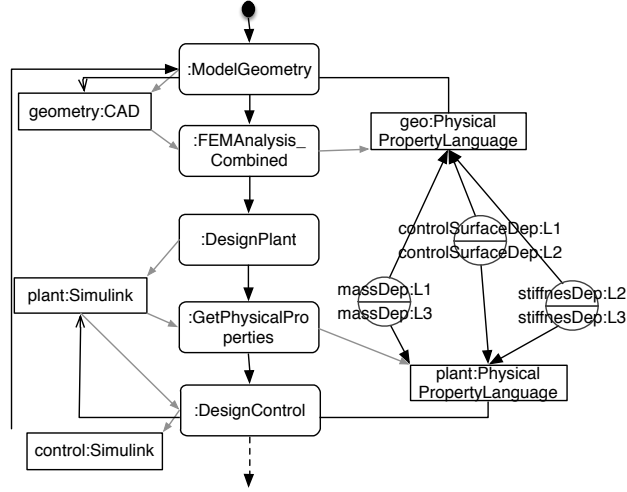 :ModelGeometry
geometry:CAD
geo:Physical
PropertyLanguage
:FEMAnalysis_
Combined
:DesignPlant
controlSurfaceDep:L1
controlSurfaceDep:L2
plant:Simulink
massDep:L1
massDep:L3
stiffnesDep:L2
stiffnesDep:L3
:GetPhysicalPro
perties
plant:Physical
PropertyLanguage
:DesignControl
control:Simulink